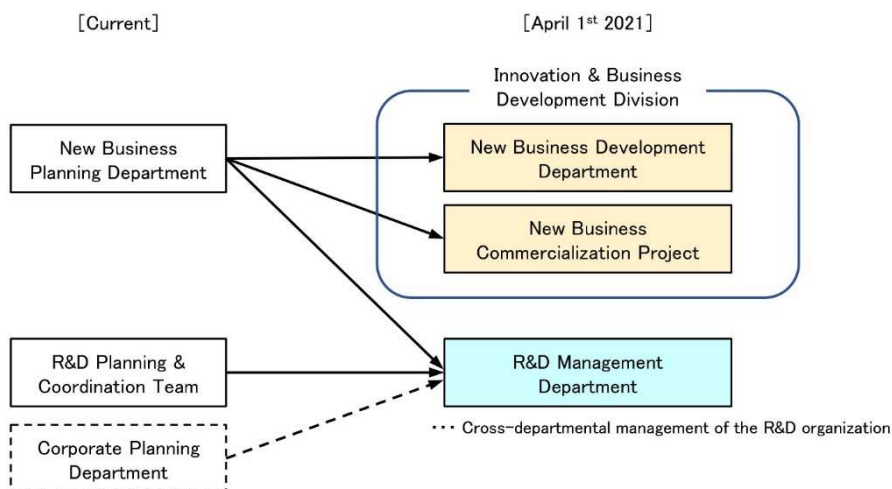 [Current]
[April 1st 2021]
Innovation & Business
Development Division
New Business
Planning Department
New Business Development
Department
New Business
Commercialization Project
R&D Planning &
Coordination Team
R&D Management
Department
Corporate Planning
Department
··· Cross-departmental management of the R&D organization